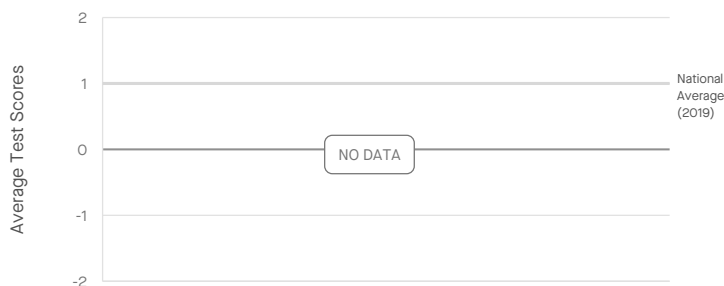 2
Average Test Scores
1
National
Average
(2019)
0
NO DATA
-1
-2